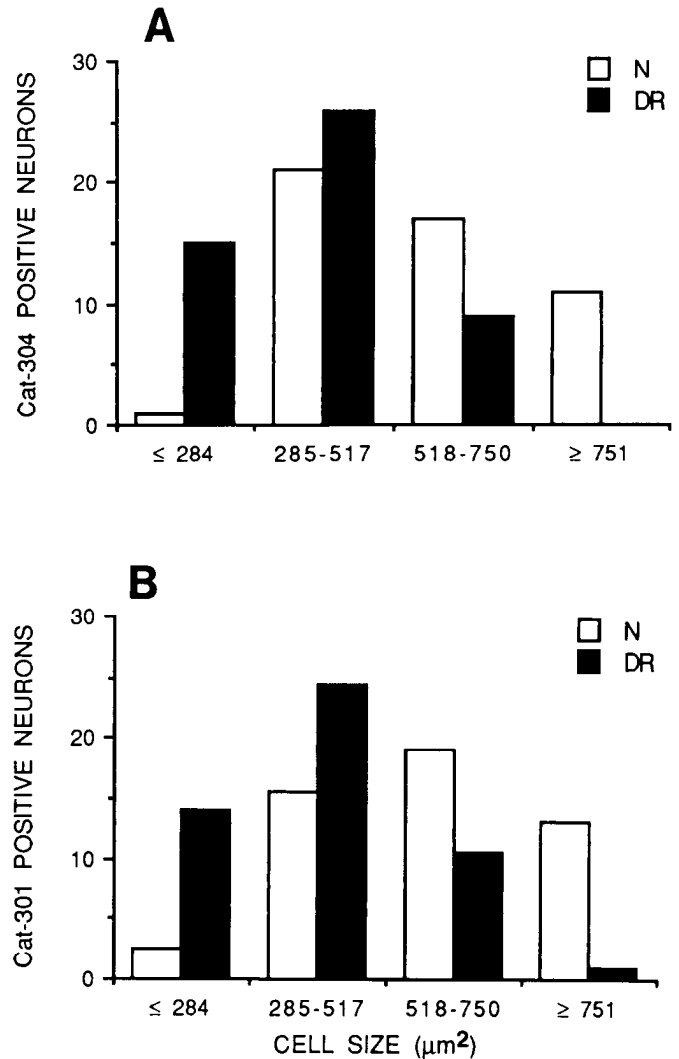 A
Cat-304 POSITIVE NEURONS
30
20
10
0
N
DR
≤ 284 285-517 518-750 ≥ 751
B
Cat-301 POSITIVE NEURONS
30
20
10
0
N
DR
≤ 284 285-517 518-750 ≥ 751
CELL SIZE (µm²)